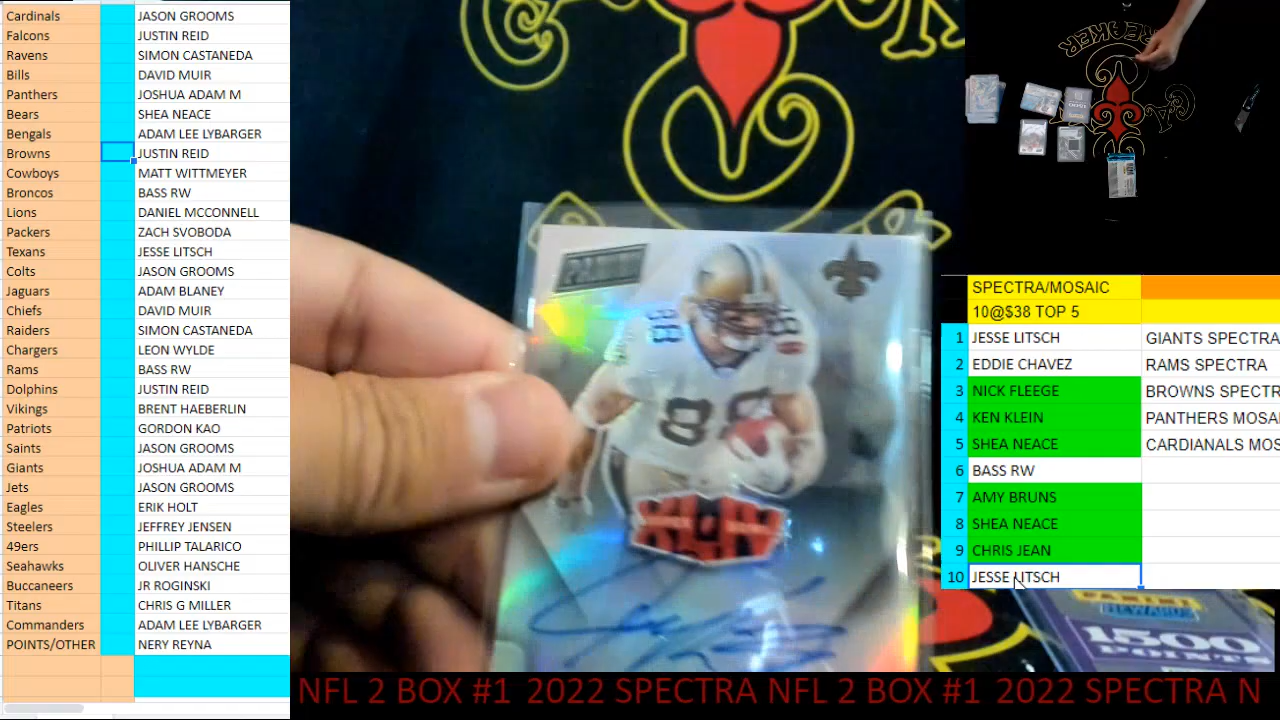 Cardinals JASON GROOMS
Falcons JUSTIN REID
Ravens SIMON CASTANEDA
Bills DAVID MUIR
Panthers JOSHUA ADAM M
Bears SHEA NEACE
Bengals ADAM LEE LYBARGER
Browns JUSTIN REID
Cowboys MATT WITTMEYER
Broncos BASS RW
Lions DANIEL MCCONNELL
Packers ZACH SVOBODA
Texans JESSE LITSCH
Colts JASON GROOMS
Jaguars ADAM BLANEY
Chiefs DAVID MUIR
Raiders SIMON CASTANEDA
Chargers LEON WYLDE
Rams BASS RW
Dolphins JUSTIN REID
Vikings BRENT HAEBERLIN
Patriots GORDON KAO
Saints JASON GROOMS
Giants JOSHUA ADAM M
Jets JASON GROOMS
Eagles ERIK HOLT
Steelers JEFFREY JENSEN
49ers PHILLIP TALARICO
Seahawks OLIVER HANSCHE
Buccaneers JR ROGINSKI
Titans CHRIS G MILLER
Commanders ADAM LEE LYBARGER
POINTS/OTHER NERY REYNA
PANINI
88
88
BREAKER
1500
SPECTRA/MOSAIC
10@$38 TOP 5
1 JESSE LITSCH GIANTS SPECTRA
2 EDDIE CHAVEZ RAMS SPECTRA
3 NICK FLEEGE BROWNS SPECTR
4 KEN KLEIN PANTHERS MOSA
5 SHEA NEACE CARDIANALS MOS
6 BASS RW
7 AMY BRUNS
8 SHEA NEACE
9 CHRIS JEAN
10 JESSE LITSCH
PANINI
REWARDS
1500
POINTS
NFL 2 BOX #1 2022 SPECTRA NFL 2 BOX #1 2022 SPECTRA N